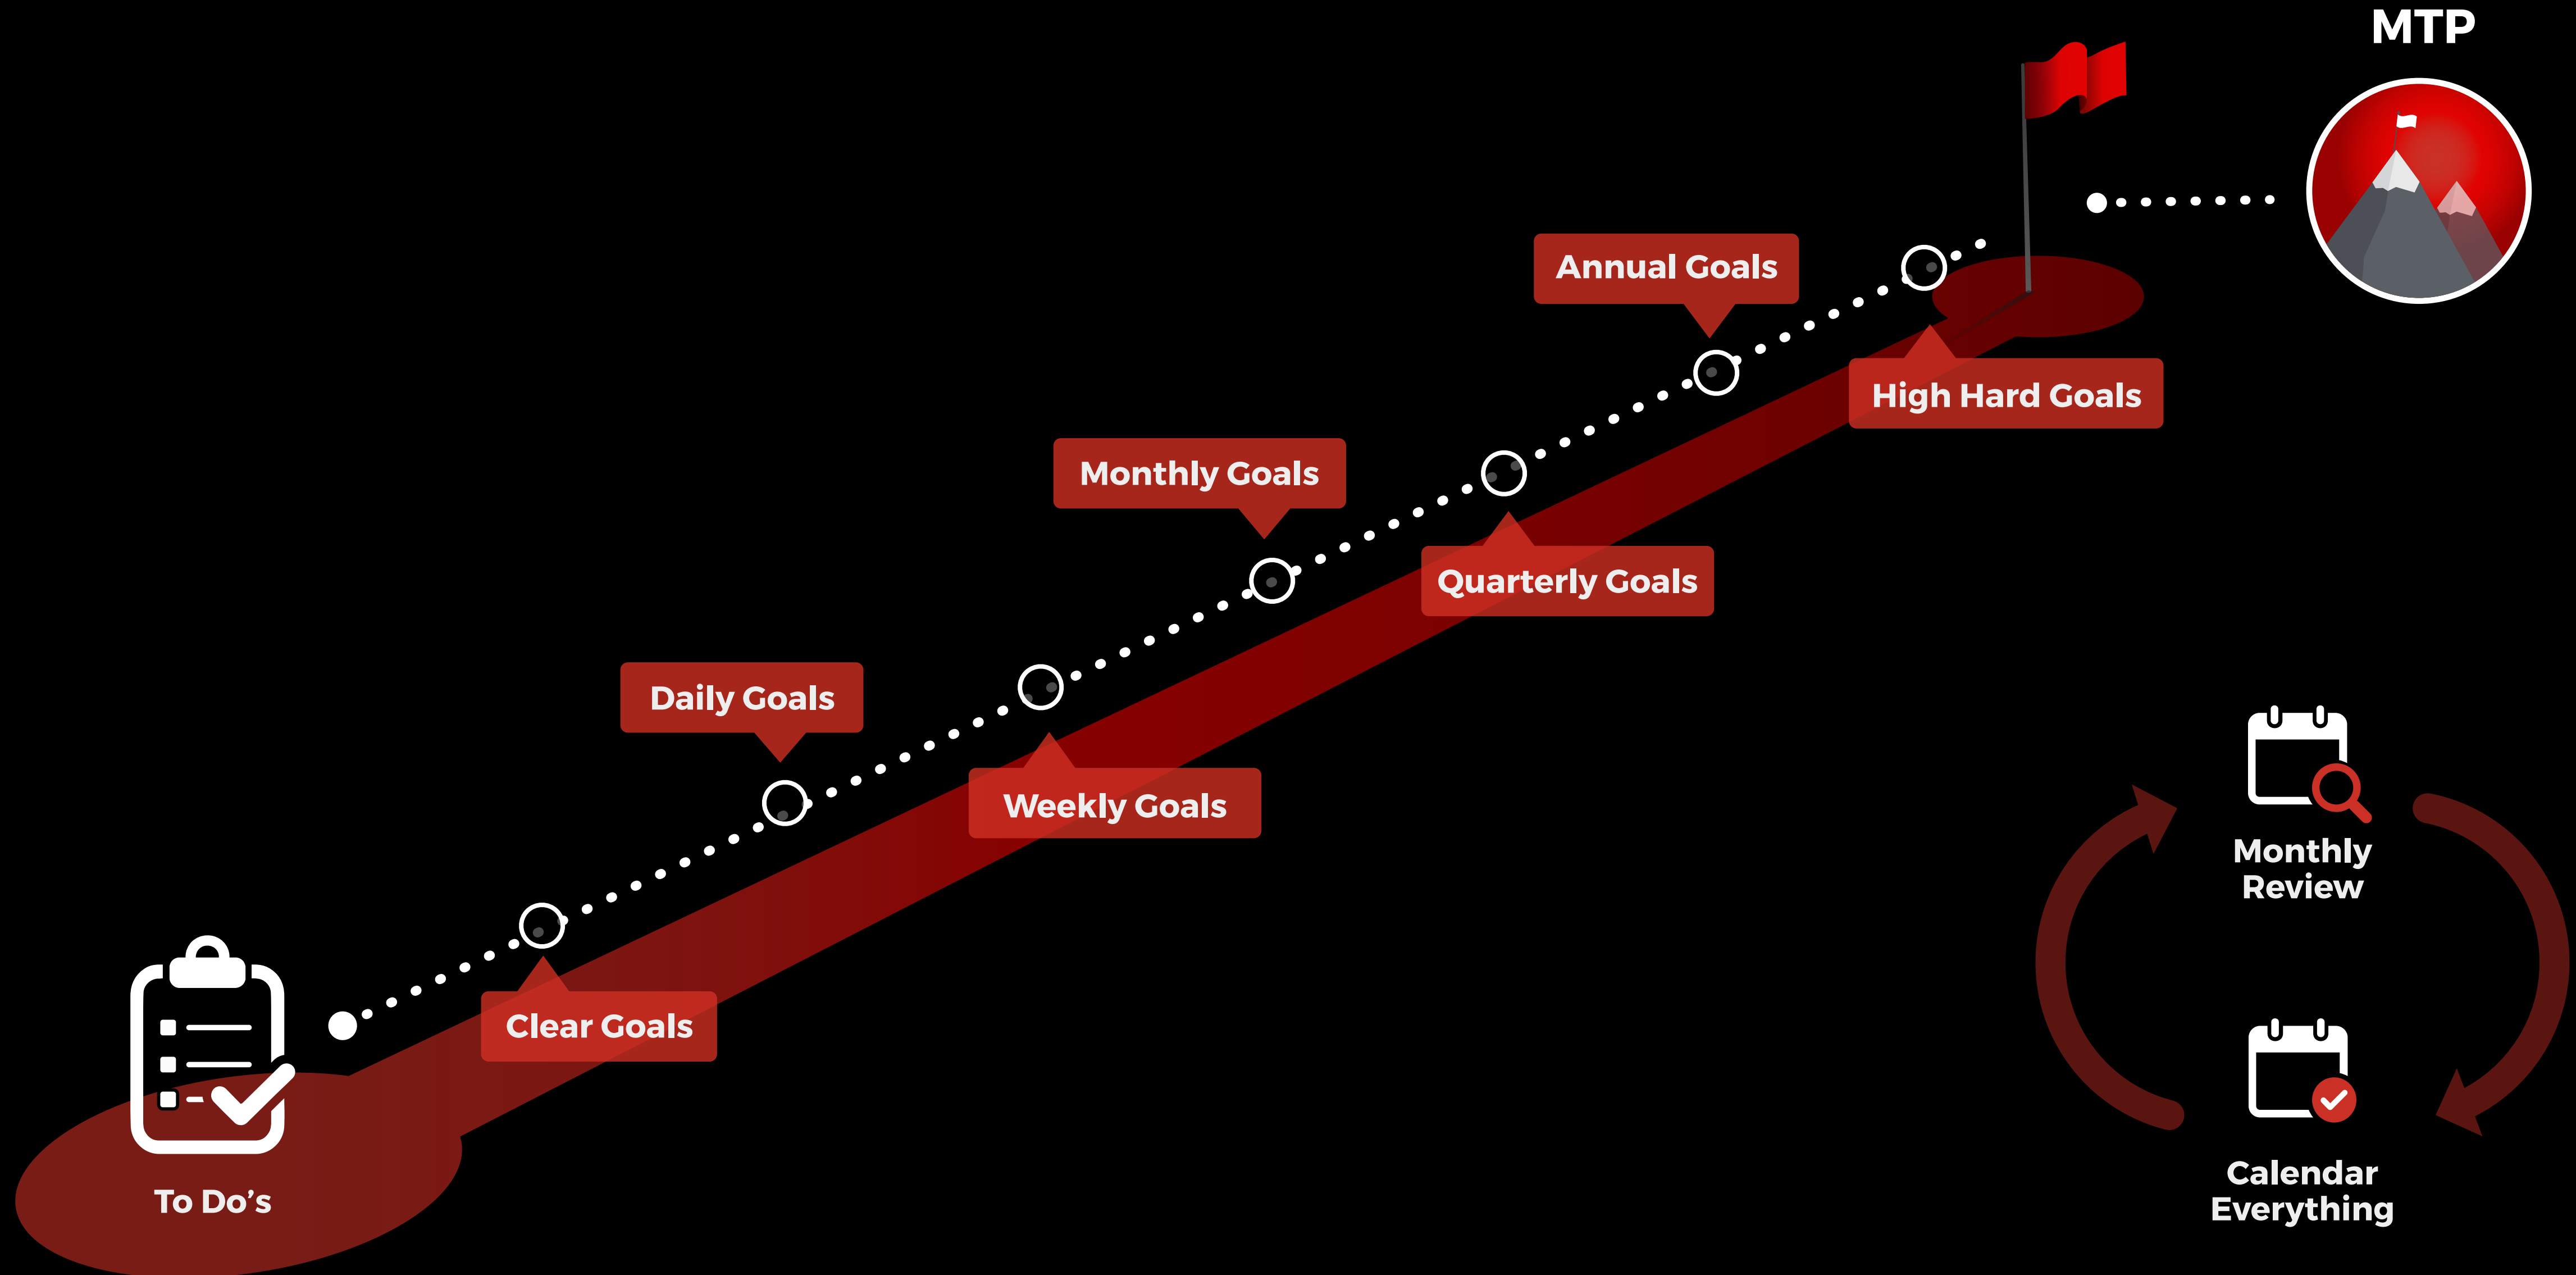 MTP
Annual Goals
High Hard Goals
Monthly Goals
Quarterly Goals
Daily Goals
Weekly Goals
Clear Goals
To Do’s
Monthly
Review
Calendar
Everything